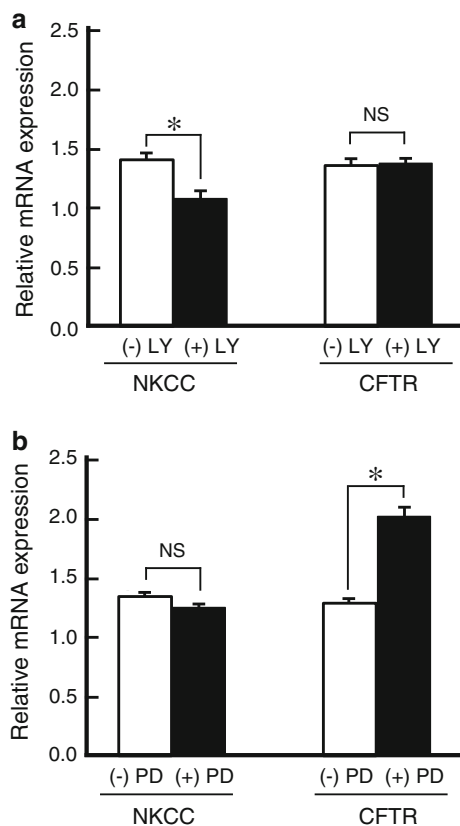 a
Relative mRNA expression
2.5
2.0
1.5
1.0
0.5
0.0
*
NS
(-) LY (+) LY (-) LY (+) LY
NKCC CFTR
b
Relative mRNA expression
2.5
2.0
1.5
1.0
0.5
0.0
NS
*
(-) PD (+) PD (-) PD (+) PD
NKCC CFTR